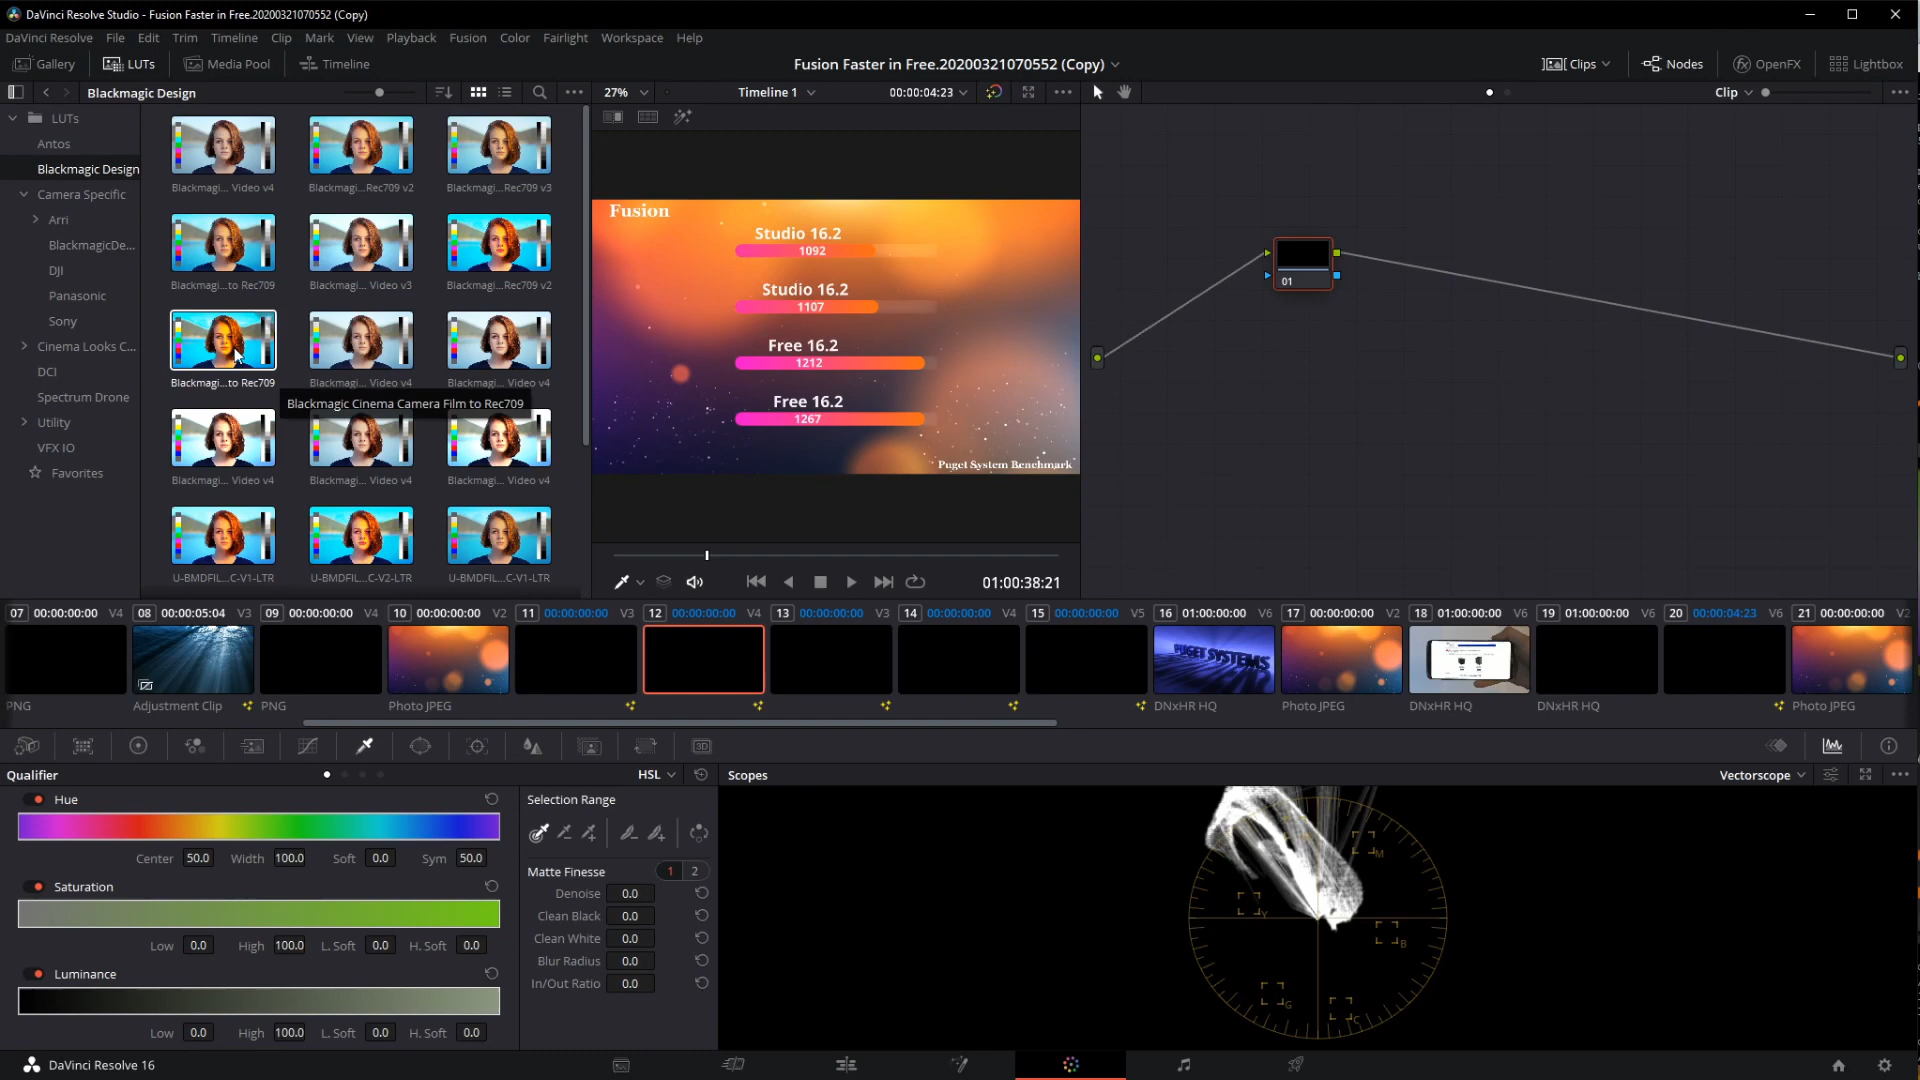 DaVinci Resolve Studio - Fusion Faster in Free.20200321070552 (Copy)
DaVinci Resolve File Edit Trim Timeline Clip Mark View Playback Fusion Color Fairlight Workspace Help
Gallery LUTs Media Pool Timeline
Fusion Faster in Free.20200321070552 (Copy)
Clips Nodes OpenFX Lightbox
Blackmagic Design
27% Timeline 1 00:00:04:23
Clip
LUTs
Antos
Blackmagic Design
Camera Specific
Arri
BlackmagicDe...
DJI
Panasonic
Sony
Cinema Looks C...
DCI
Spectrum Drone
Utility
VFX IO
Favorites
Blackmagi... Video v4 Blackmagi...Rec709 v2 Blackmagi...Rec709 v3
Blackmagi...to Rec709 Blackmagi... Video v3 Blackmagi...Rec709 v2
Blackmagi...to Rec709 Blackmagi... Video v4 Blackmagi... Video v4
Blackmagic Cinema Camera Film to Rec709
Blackmagi... Video v4 Blackmagi... Video v4 Blackmagi... Video v4
U-BMDFIL...C-V1-LTR U-BMDFIL...C-V2-LTR U-BMDFIL...C-V1-LTR
Fusion
Studio 16.2
1092
Studio 16.2
1107
Free 16.2
1212
Free 16.2
1267
Puget System Benchmark
01:00:38:21
01
07 00:00:00:00 V4 08 00:00:05:04 V3 09 00:00:00:00 V4 10 00:00:00:00 V2 11 00:00:00:00 V3 12 00:00:00:00 V4 13 00:00:00:00 V3 14 00:00:00:00 V4 15 00:00:00:00 V5 16 01:00:00:00 V6 17 00:00:00:00 V2 18 01:00:00:00 V6 19 01:00:00:00 V6 20 00:00:04:23 V6 21 00:00:00:00 V2
PUGET SYSTEMS
PNG Adjustment Clip PNG Photo JPEG DNxHR HQ Photo JPEG DNxHR HQ DNxHR HQ Photo JPEG
3D
Qualifier HSL
Hue
Center 50.0 Width 100.0 Soft 0.0 Sym 50.0
Saturation
Low 0.0 High 100.0 L. Soft 0.0 H. Soft 0.0
Luminance
Low 0.0 High 100.0 L. Soft 0.0 H. Soft 0.0
Selection Range
Matte Finesse 1 2
Denoise 0.0
Clean Black 0.0
Clean White 0.0
Blur Radius 0.0
In/Out Ratio 0.0
Scopes Vectorscope
M
Y
B
G
C
DaVinci Resolve 16